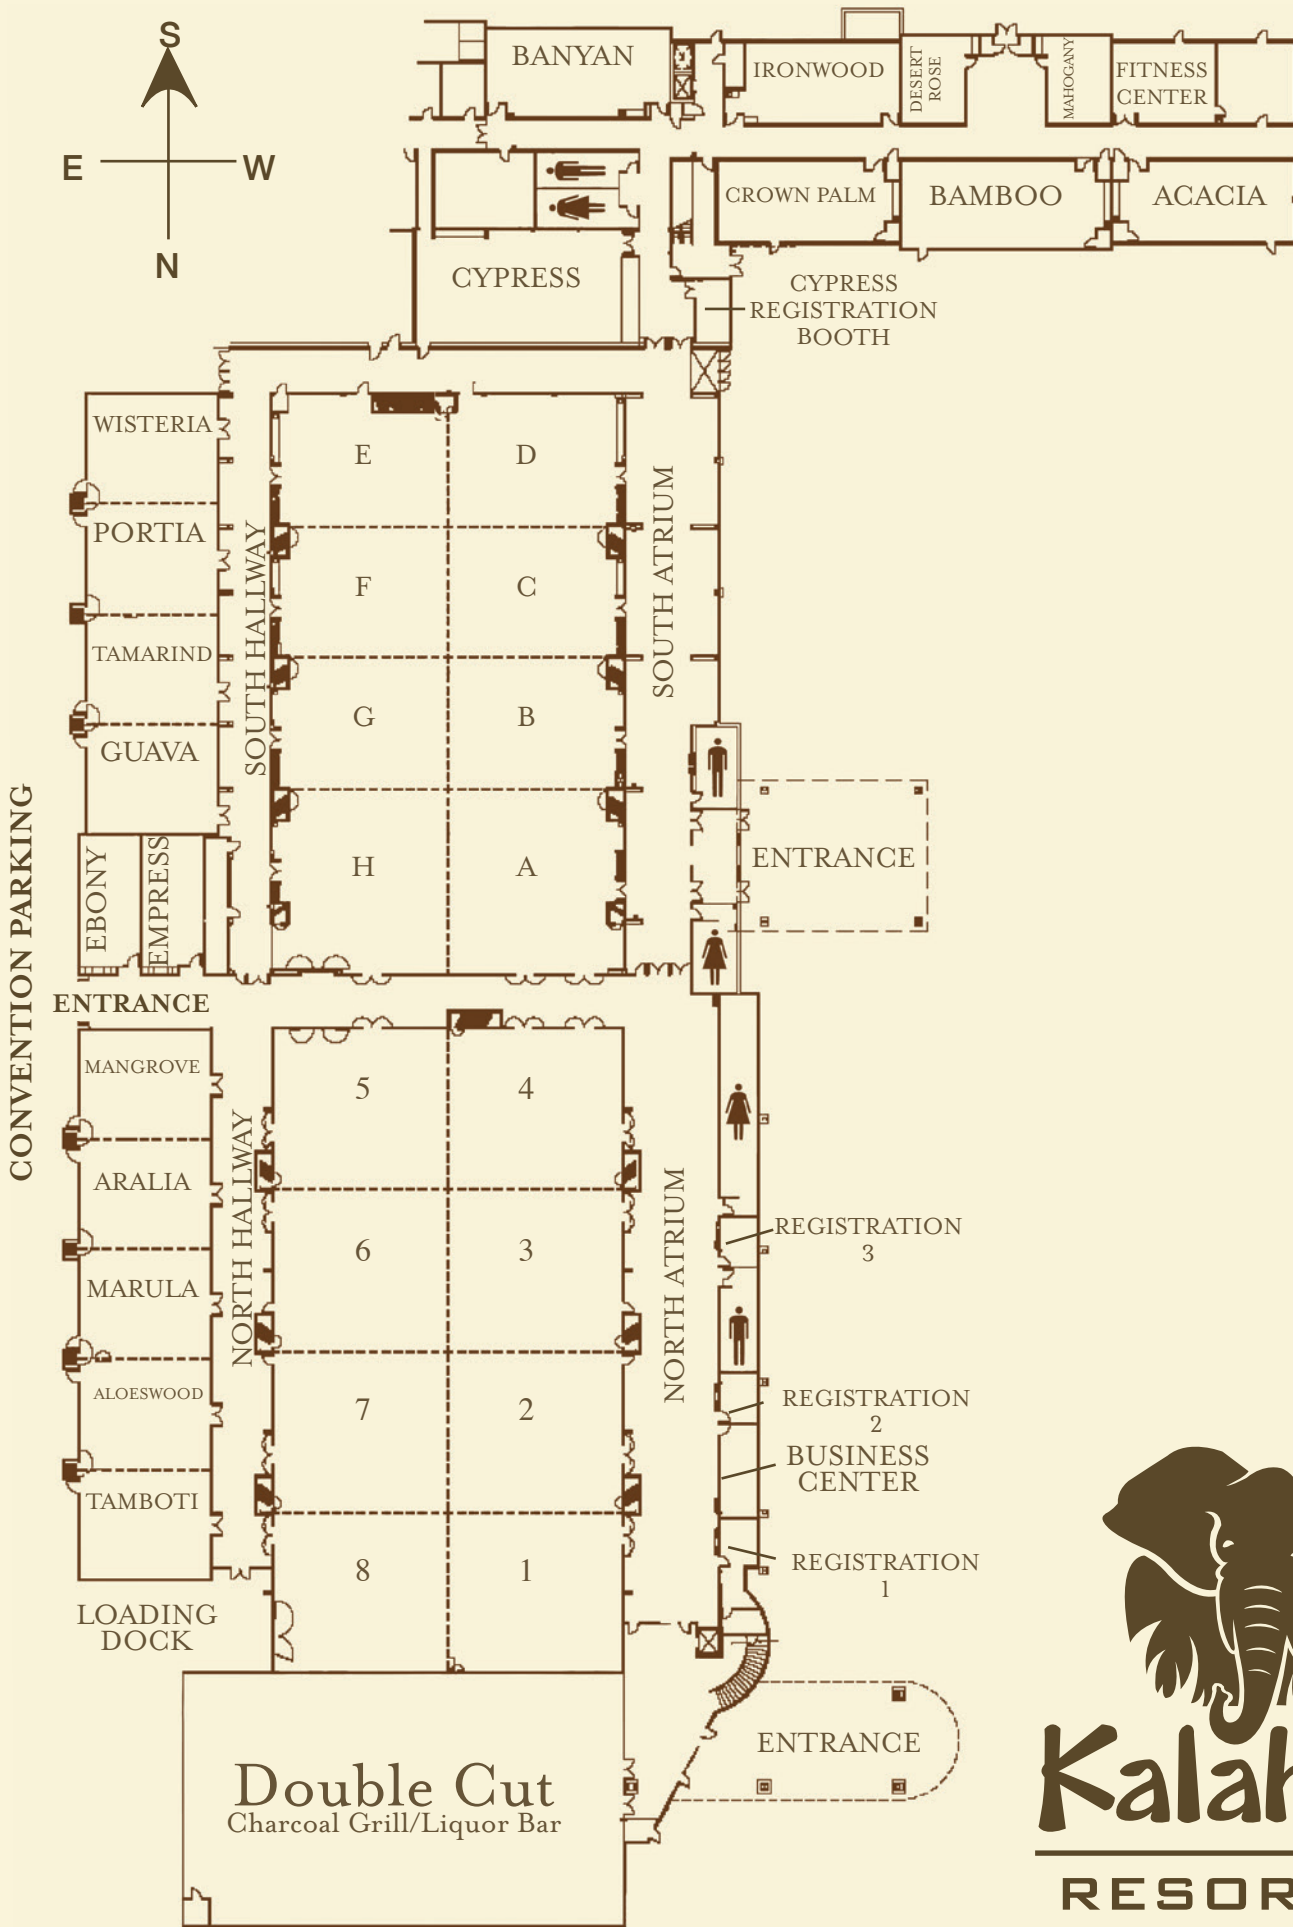 S
E
W
N
BANYAN
IRONWOOD
DESERT
ROSE
MAHOGANY
FITNESS
CENTER
CROWN PALM
BAMBOO
ACACIA
CYPRESS
CYPRESS
REGISTRATION
BOOTH
WISTERIA
PORTIA
TAMARIND
GUAVA
EBONY
EMPRESS
SOUTH HALLWAY
E
D
F
C
G
B
H
A
SOUTH ATRIUM
ENTRANCE
CONVENTION PARKING
ENTRANCE
MANGROVE
ARALIA
MARULA
ALOESWOOD
TAMBOTI
NORTH HALLWAY
5
4
6
3
7
2
8
1
NORTH ATRIUM
REGISTRATION
3
REGISTRATION
2
BUSINESS
CENTER
REGISTRATION
1
LOADING
DOCK
ENTRANCE
Double Cut
Charcoal Grill/Liquor Bar